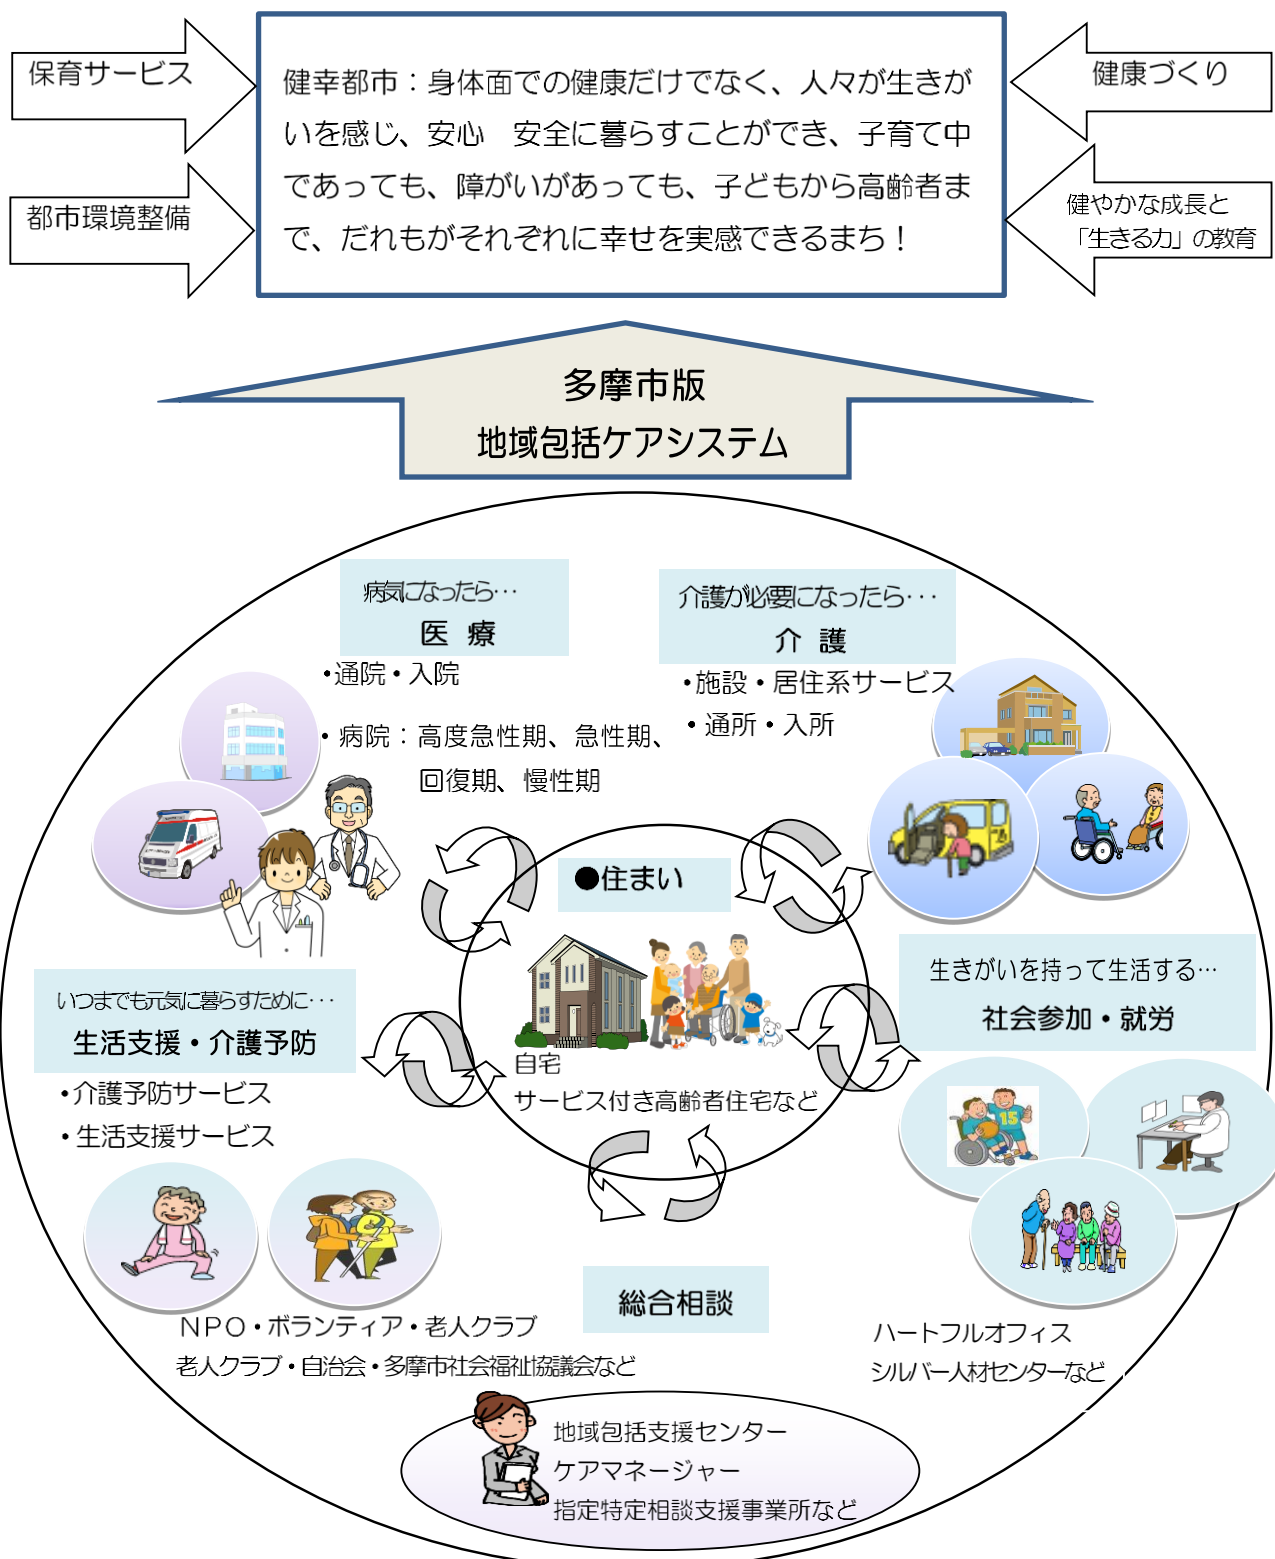 保育サービス
都市環境整備
健幸都市：身体面での健康だけでなく、人々が生きが
いを感じ、安心　安全に暮らすことができ、子育て中
であっても、障がいがあっても、子どもから高齢者ま
で、だれもがそれぞれに幸せを実感できるまち！
健康づくり
健やかな成長と
「生きる力」の教育
多摩市版
地域包括ケアシステム
病気になったら…
医 療
・通院・入院
・病院：高度急性期、急性期、
回復期、慢性期
介護が必要になったら・・・
介 護
・施設・居住系サービス
・通所・入所
●住まい
自宅
サービス付き高齢者住宅など
いつまでも元気に暮らすために・・・
生活支援・介護予防
・介護予防サービス
・生活支援サービス
ＮＰＯ・ボランティア・老人クラブ
老人クラブ・自治会・多摩市社会福祉協議会など
生きがいを持って生活する…
社会参加・就労
15
ハートフルオフィス
シルバー人材センターなど
総合相談
地域包括支援センター
ケアマネージャー
指定特定相談支援事業所など